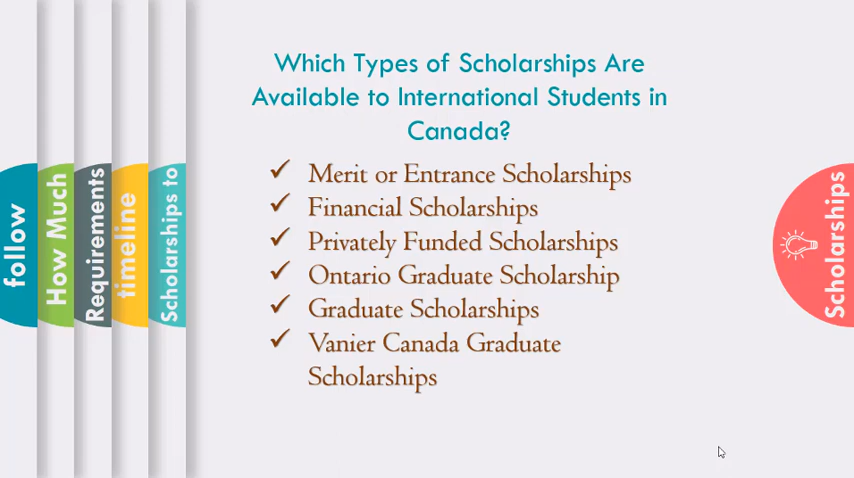 Which Types of Scholarships Are
Available to International Students in
Canada?
✓ Merit or Entrance Scholarships
✓ Financial Scholarships
✓ Privately Funded Scholarships
✓ Ontario Graduate Scholarship
✓ Graduate Scholarships
✓ Vanier Canada Graduate
Scholarships
follow
How Much
Requirements
timeline
Scholarships to
Scholarships